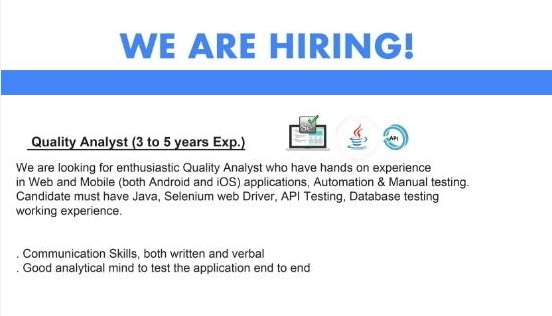 WE ARE HIRING!
Quality Analyst (3 to 5 years Exp.)
API
We are looking for enthusiastic Quality Analyst who have hands on experience
in Web and Mobile (both Android and iOS) applications, Automation & Manual testing.
Candidate must have Java, Selenium web Driver, API Testing, Database testing
working experience.
. Communication Skills, both written and verbal
. Good analytical mind to test the application end to end